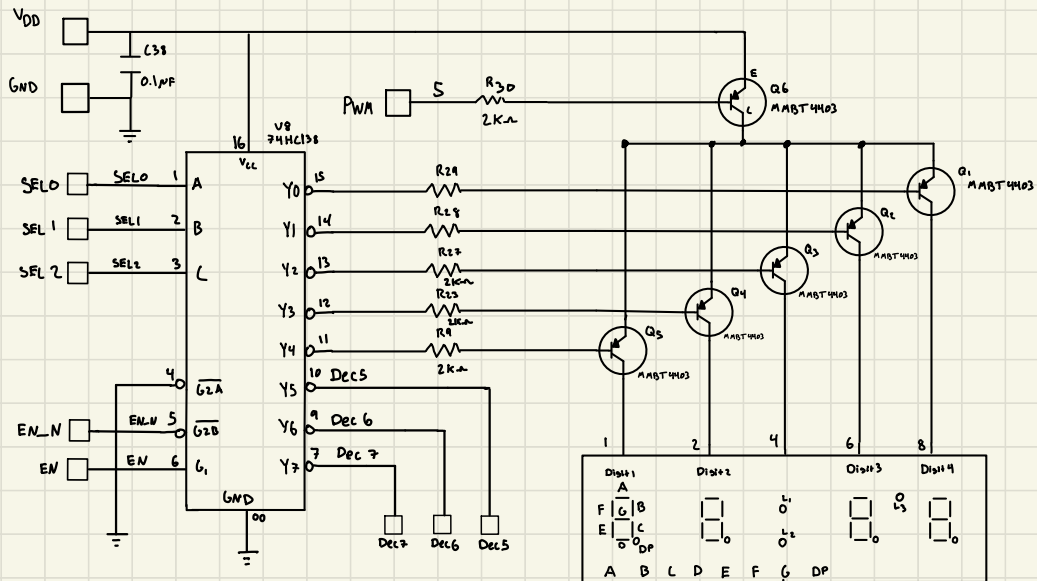 VDD
C38
0.1µF
GND
PWM
5
R30
2KΩ
E
Q6
MMBT4403
C
U8
74HC138
16
VCC
SEL0
SEL0
1
A
Y0
15
R29
Q1
MMBT4403
SEL1
SEL1
2
B
Y1
14
R28
Q2
MMBT4403
SEL2
SEL2
3
C
Y2
13
R27
2KΩ
Q3
MMBT4403
Y3
12
R25
2KΩ
Q4
MMBT4403
Y4
11
R9
2KΩ
Q5
MMBT4403
4
G2A
Y5
10
Dec5
EN_N
EN_N
5
G2B
Y6
9
Dec6
EN
EN
6
G1
Y7
7
Dec7
GND
Dec7
Dec6
Dec5
1
2
4
6
8
Digit1
Digit2
Digit3
Digit4
A
F
G
B
E
C
D
DP
L1
L2
L3
A B C D E F G DP